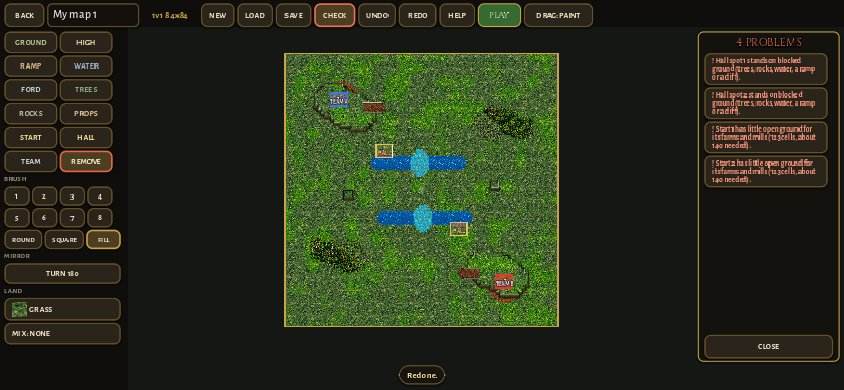 BACK
My map 1
1v1 84x84
NEW
LOAD
SAVE
CHECK
UNDO
REDO
HELP
PLAY
DRAG: PAINT
GROUND
HIGH
RAMP
WATER
FORD
TREES
ROCKS
PROPS
START
HALL
TEAM
REMOVE
BRUSH
1
2
3
4
5
6
7
8
ROUND
SQUARE
FILL
MIRROR
TURN 180
LAND
GRASS
MIX: NONE
4 PROBLEMS
! Hall spot 1 stands on blocked
ground (trees, rocks, water, a ramp
or a cliff).
! Hall spot 2 stands on blocked
ground (trees, rocks, water, a ramp
or a cliff).
! Start 1 has little open ground for
its farms and mills (123 cells, about
140 needed).
! Start 2 has little open ground for
its farms and mills (123 cells, about
140 needed).
CLOSE
Redone.